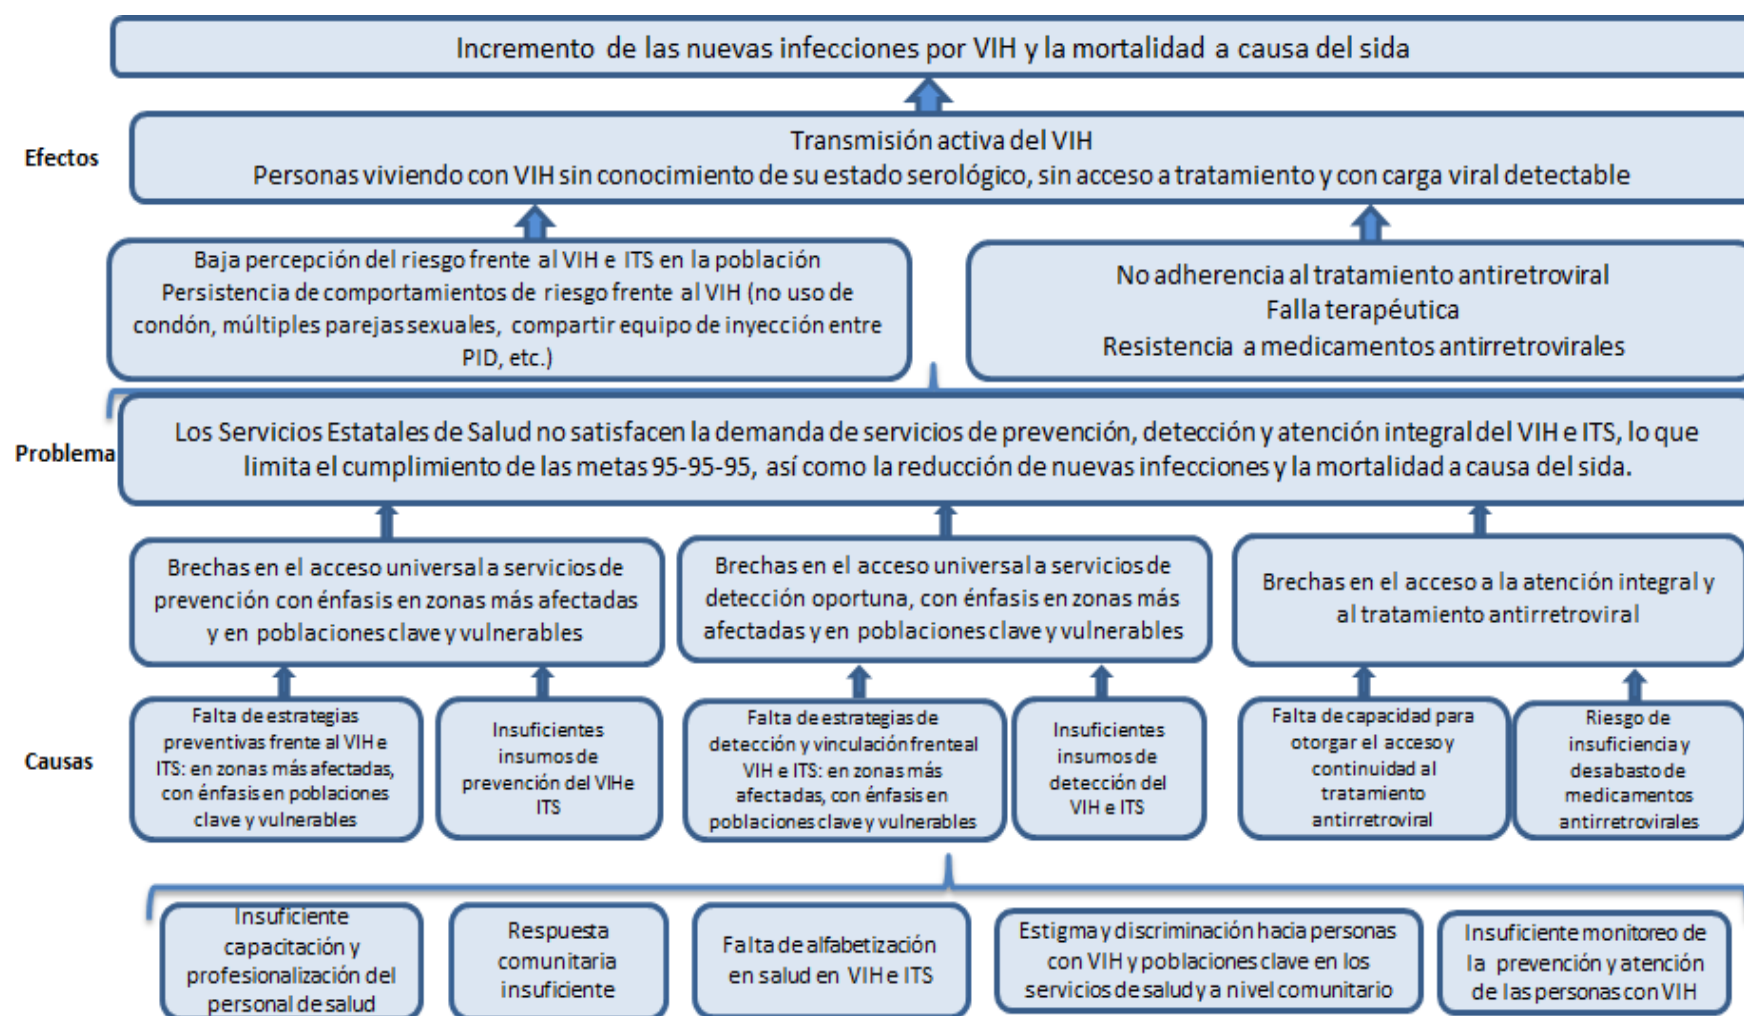 Incremento de las nuevas infecciones por VIH y la mortalidad a causa del sida
Efectos
Transmisión activa del VIH
Personas viviendo con VIH sin conocimiento de su estado serológico, sin acceso a tratamiento y con carga viral detectable
Baja percepción del riesgo frente al VIH e ITS en la población
Persistencia de comportamientos de riesgo frente al VIH (no uso de
condón, múltiples parejas sexuales, compartir equipo de inyección entre
PID, etc.)
No adherencia al tratamiento antiretroviral
Falla terapéutica
Resistencia a medicamentos antirretrovirales
Problema
Los Servicios Estatales de Salud no satisfacen la demanda de servicios de prevención, detección y atención integral del VIH e ITS, lo que
limita el cumplimiento de las metas 95-95-95, así como la reducción de nuevas infecciones y la mortalidad a causa del sida.
Brechas en el acceso universal a servicios de
prevención con énfasis en zonas más afectadas
y en poblaciones clave y vulnerables
Brechas en el acceso universal a servicios de
detección oportuna, con énfasis en zonas más
afectadas y en poblaciones clave y vulnerables
Brechas en el acceso a la atención integral y
al tratamiento antirretroviral
Causas
Falta de estrategias
preventivas frente al VIH e
ITS: en zonas más afectadas,
con énfasis en poblaciones
clave y vulnerables
Insuficientes
insumos de
prevención del VIH e
ITS
Falta de estrategias de
detección y vinculación frente al
VIH e ITS: en zonas más
afectadas, con énfasis en
poblaciones clave y vulnerables
Insuficientes
insumos de
detección del
VIH e ITS
Falta de capacidad para
otorgar el acceso y
continuidad al
tratamiento
antirretroviral
Riesgo de
insuficiencia y
desabasto de
medicamentos
antirretrovirales
Insuficiente
capacitación y
profesionalización del
personal de salud
Respuesta
comunitaria
insuficiente
Falta de alfabetización
en salud en VIH e ITS
Estigma y discriminación hacia personas
con VIH y poblaciones clave en los
servicios de salud y a nivel comunitario
Insuficiente monitoreo de
la prevención y atención
de las personas con VIH